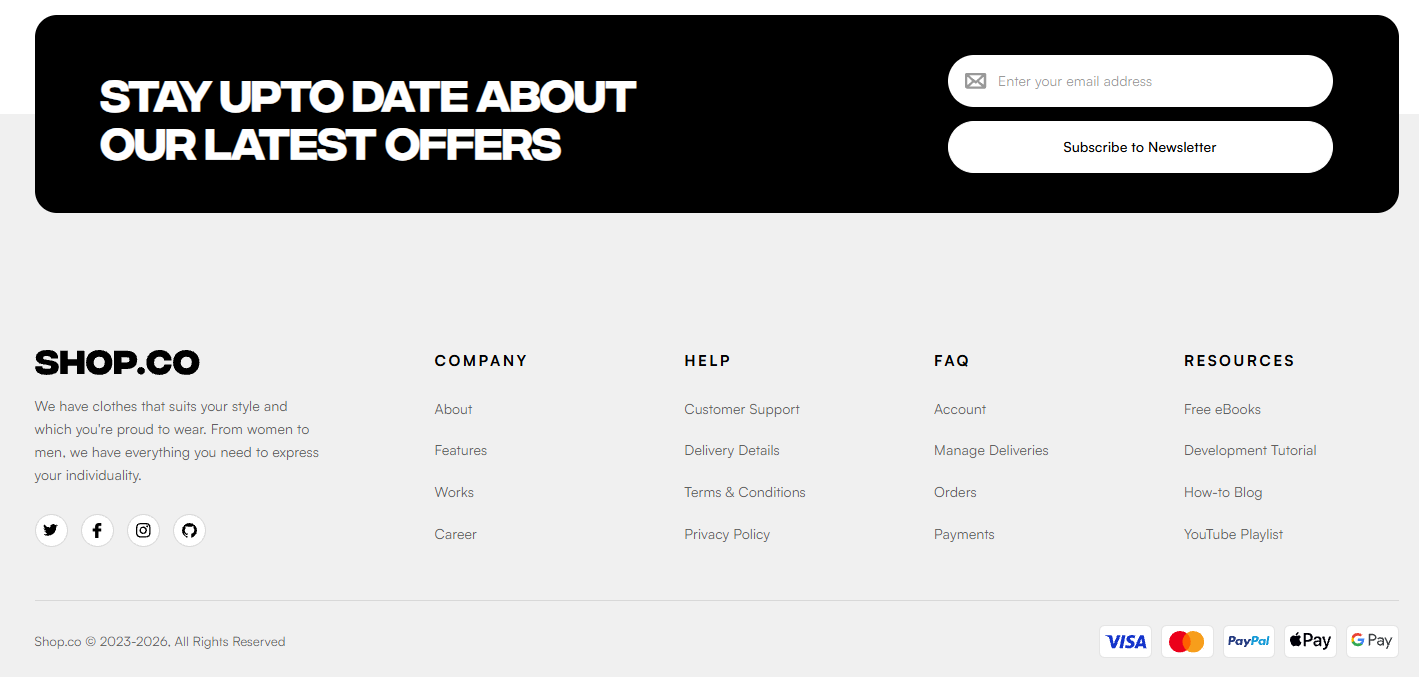 STAY UPTO DATE ABOUT
OUR LATEST OFFERS
Enter your email address
Subscribe to Newsletter
SHOP.CO
We have clothes that suits your style and
which you're proud to wear. From women to
men, we have everything you need to express
your individuality.
COMPANY
About
Features
Works
Career
HELP
Customer Support
Delivery Details
Terms & Conditions
Privacy Policy
FAQ
Account
Manage Deliveries
Orders
Payments
RESOURCES
Free eBooks
Development Tutorial
How-to Blog
YouTube Playlist
Shop.co © 2023-2026, All Rights Reserved
VISA
PayPal
Pay
G Pay